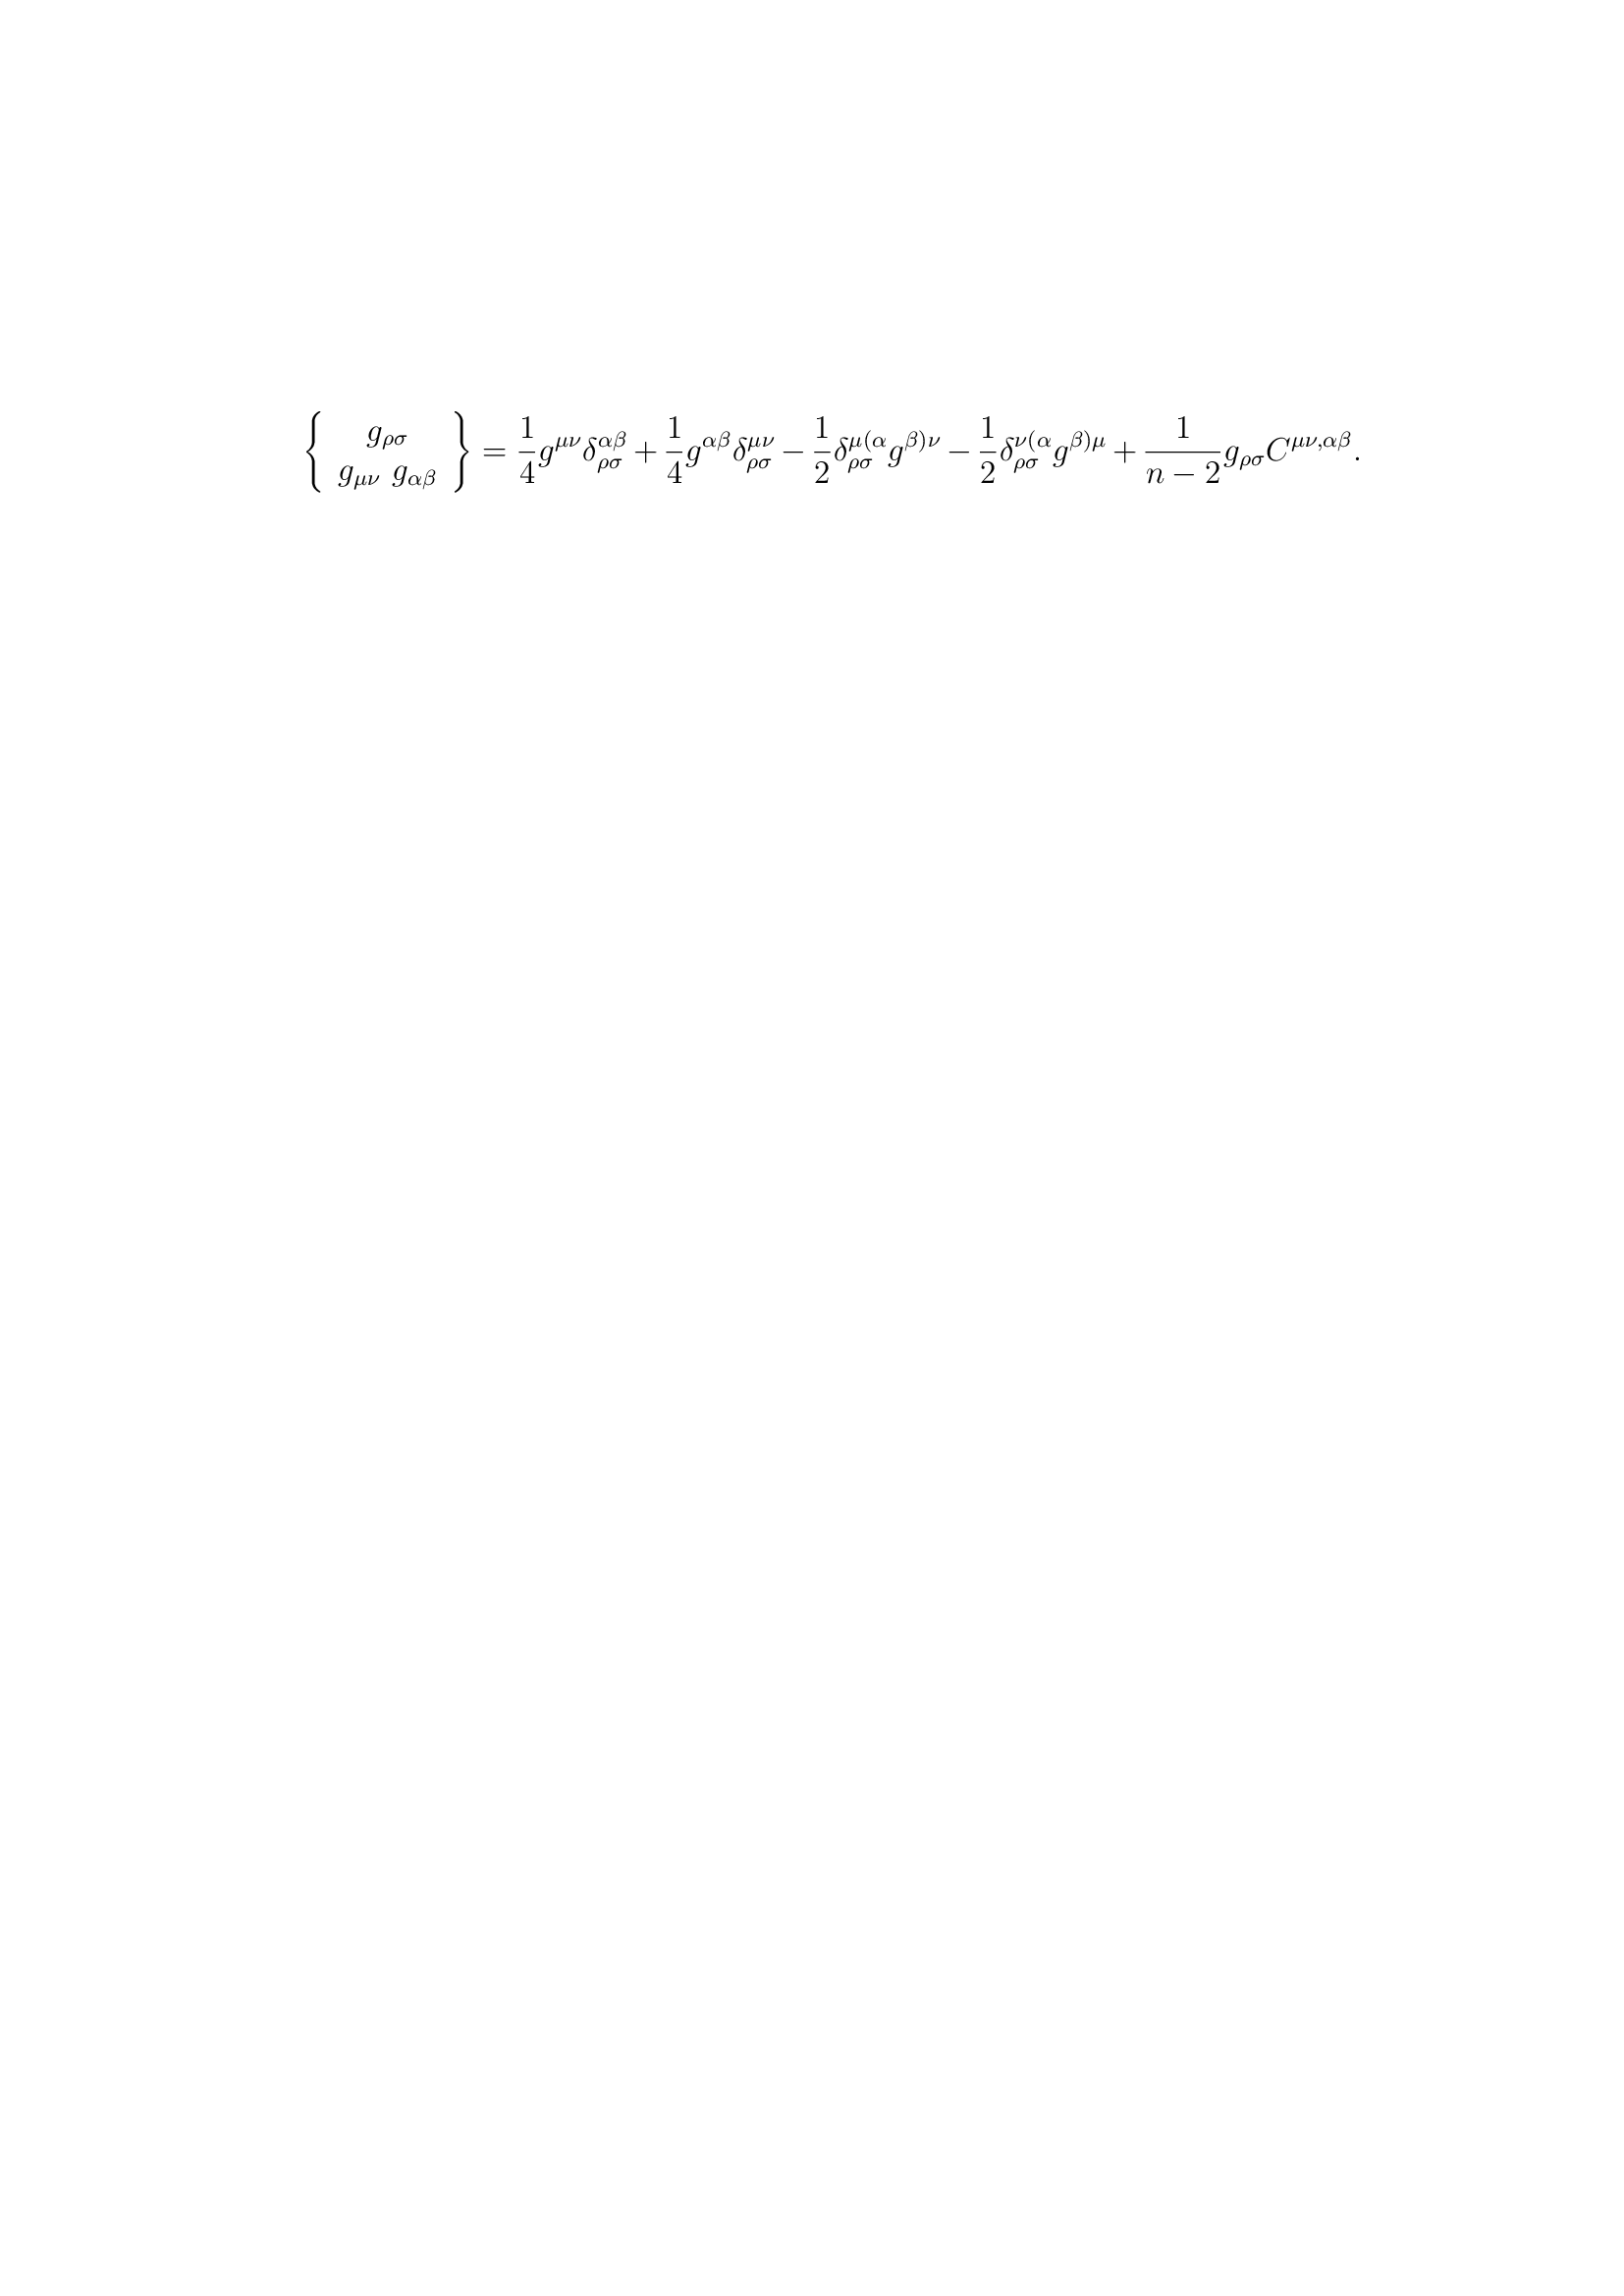 \left\{ \begin{array}{c} g_{\rho\sigma} \\ g_{\mu\nu} \ g_{\alpha\beta} \end{array} \right\} = \frac{1}{4} g^{\mu\nu} \delta^{\alpha\beta}_{\rho\sigma} + \frac{1}{4} g^{\alpha\beta} \delta^{\mu\nu}_{\rho\sigma} - \frac{1}{2} \delta^{\mu(\alpha}_{\rho\sigma} g^{\beta)\nu} - \frac{1}{2} \delta^{\nu(\alpha}_{\rho\sigma} g^{\beta)\mu} + \frac{1}{n-2} g_{\rho\sigma} C^{\mu\nu,\alpha\beta}.